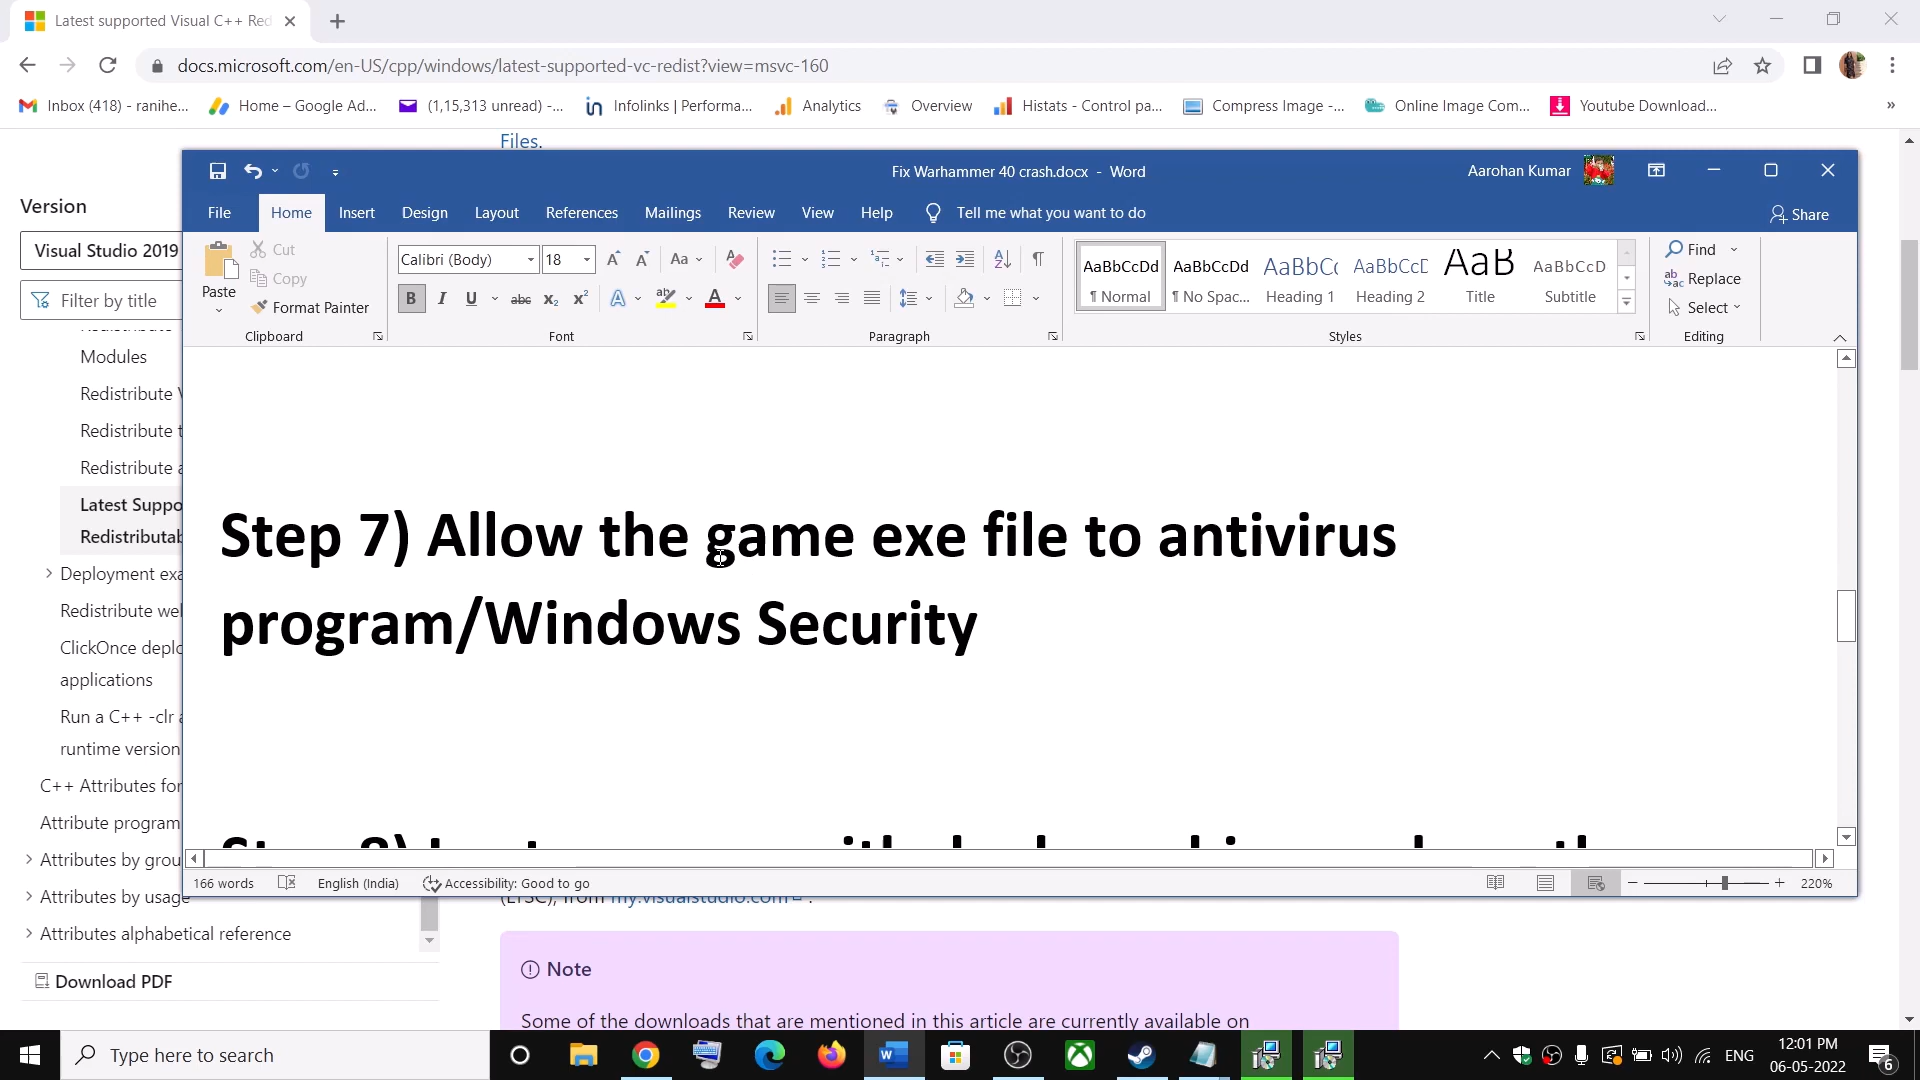 Latest supported Visual C++ Red
docs.microsoft.com/en-US/cpp/windows/latest-supported-vc-redist?view=msvc-160
Inbox (418) - ranihe...
Home – Google Ad...
(1,15,313 unread) -...
Infolinks | Performa...
Analytics
Overview
Histats - Control pa...
Compress Image -...
Online Image Com...
Youtube Download...
»
Files.
Fix Warhammer 40 crash.docx - Word
Aarohan Kumar
File
Home
Insert
Design
Layout
References
Mailings
Review
View
Help
Tell me what you want to do
Share
Version
Visual Studio 2019
Filter by title
Paste
Cut
Copy
Format Painter
Clipboard
Calibri (Body)
18
Font
Paragraph
AaBbCcDd
¶ Normal
AaBbCcDd
¶ No Spac...
AaBbCc
Heading 1
AaBbCcD
Heading 2
AaB
Title
AaBbCcD
Subtitle
Styles
Find
Replace
Select
Editing
Modules
Redistribute
Redistribute t
Redistribute a
Latest Suppo
Redistributab
Deployment exa
Redistribute we
ClickOnce deplo
applications
Run a C++ -clr a
runtime version
C++ Attributes for
Attribute program
Attributes by grou
Attributes by usage
Attributes alphabetical reference
Download PDF
Step 7) Allow the game exe file to antivirus
program/Windows Security
166 words
English (India)
Accessibility: Good to go
220%
(LTSC), from my.visualstudio.com .
Note
Some of the downloads that are mentioned in this article are currently available on
Type here to search
ENG
12:01 PM
06-05-2022
6